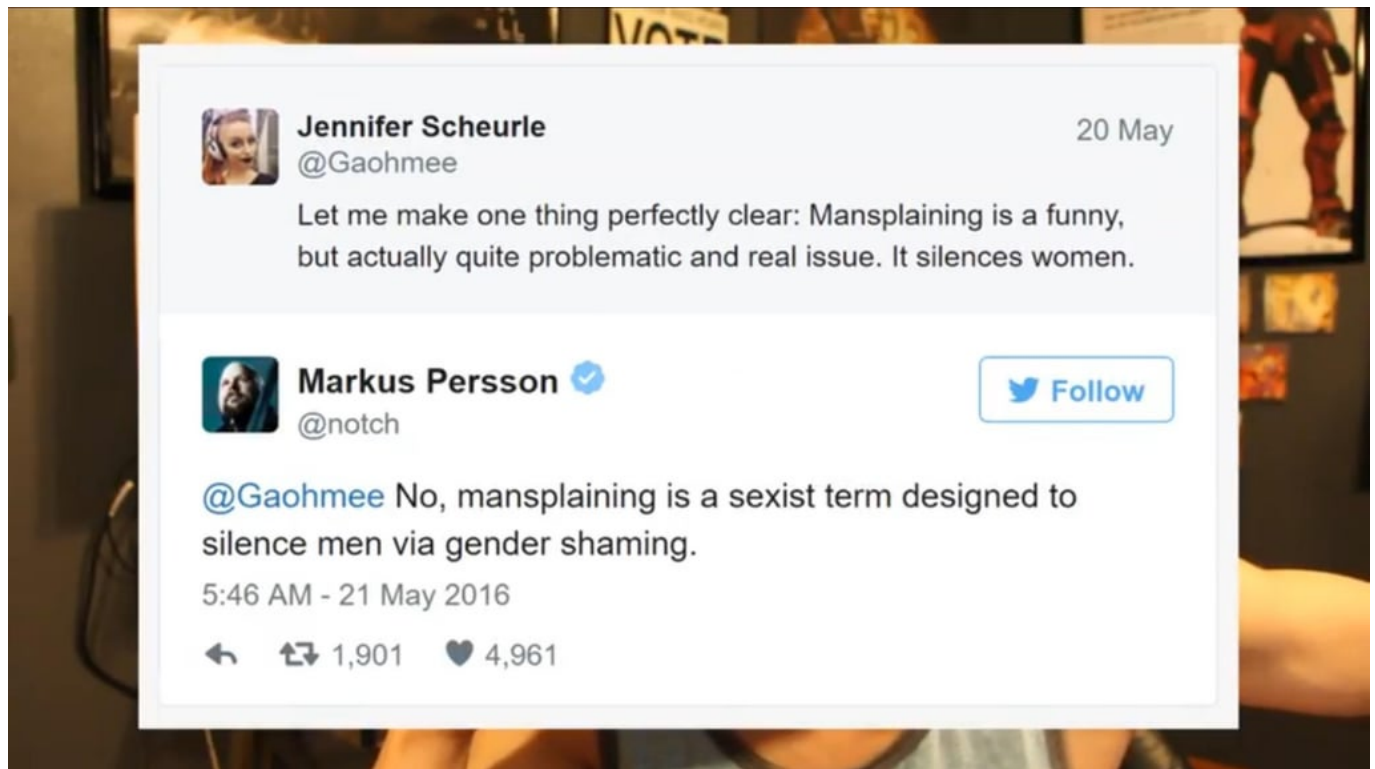 VOTE
Jennifer Scheurle
20 May
@Gaohmee
Let me make one thing perfectly clear: Mansplaining is a funny,
but actually quite problematic and real issue. It silences women.
Markus Persson
Follow
@notch
@Gaohmee No, mansplaining is a sexist term designed to
silence men via gender shaming.
5:46 AM - 21 May 2016
1,901 4,961